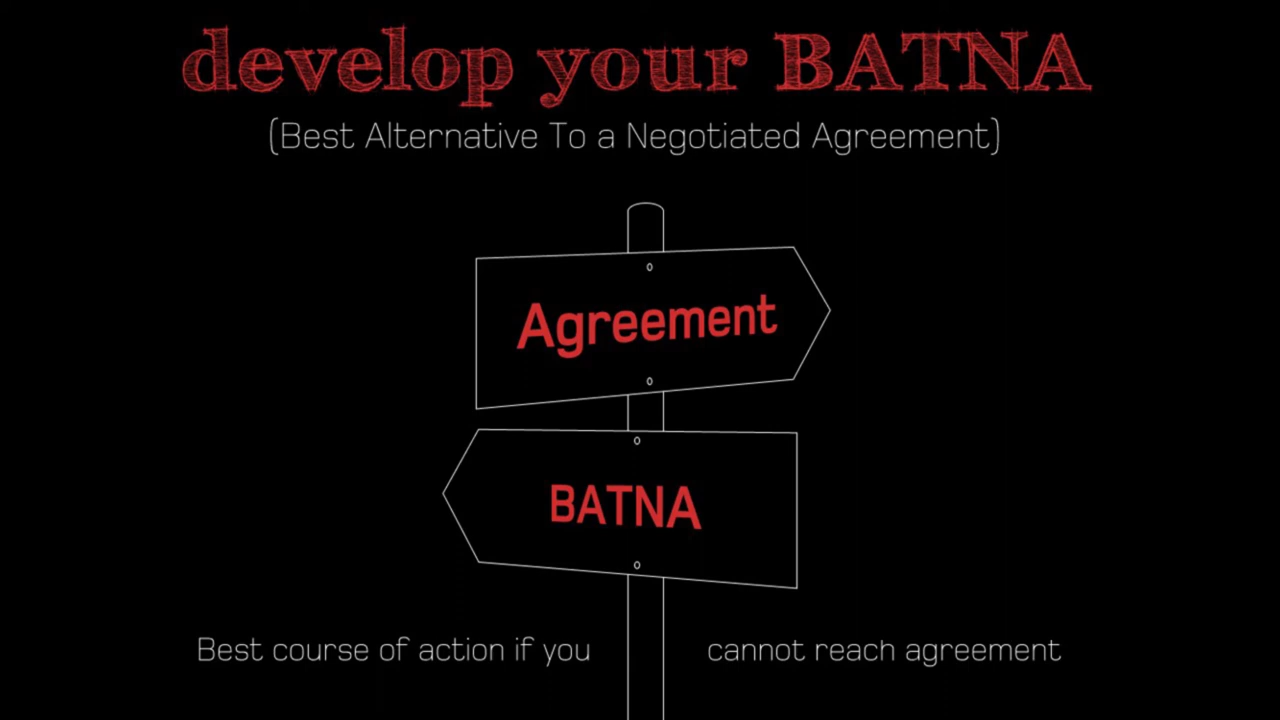 develop your BATNA
(Best Alternative To a Negotiated Agreement)
Agreement
BATNA
Best course of action if you cannot reach agreement